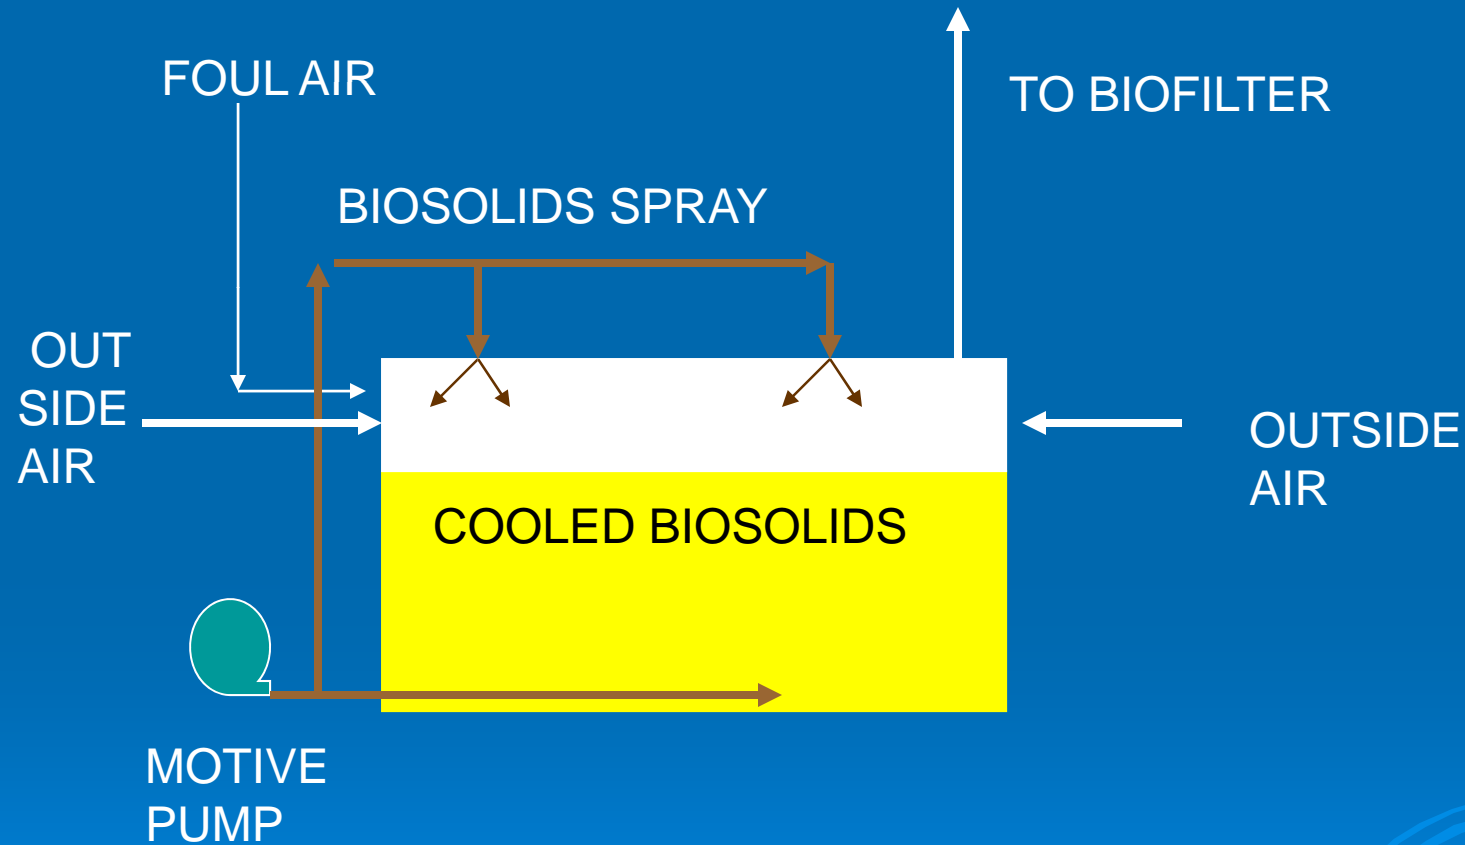 FOUL AIR
TO BIOFILTER
BIOSOLIDS SPRAY
OUT
SIDE
AIR
OUTSIDE
AIR
COOLED BIOSOLIDS
MOTIVE
PUMP